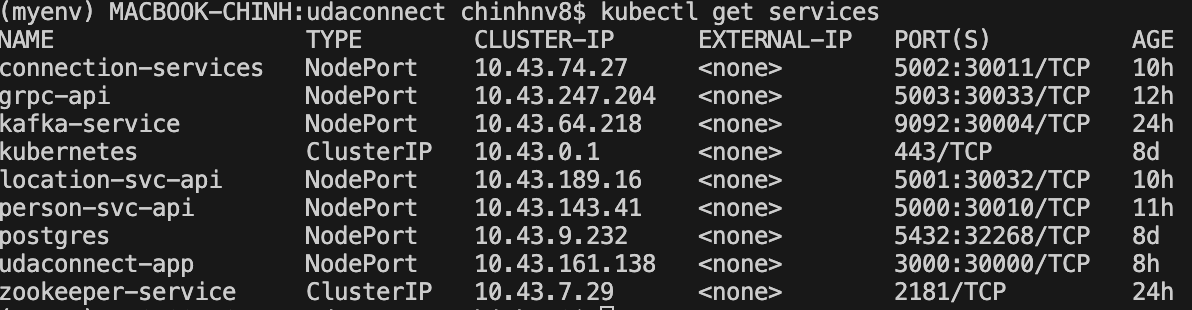 (myenv) MACBOOK-CHINH:udaconnect chinhnv8$ kubectl get services
NAME TYPE CLUSTER-IP EXTERNAL-IP PORT(S) AGE
connection-services NodePort 10.43.74.27 <none> 5002:30011/TCP 10h
grpc-api NodePort 10.43.247.204 <none> 5003:30033/TCP 12h
kafka-service NodePort 10.43.64.218 <none> 9092:30004/TCP 24h
kubernetes ClusterIP 10.43.0.1 <none> 443/TCP 8d
location-svc-api NodePort 10.43.189.16 <none> 5001:30032/TCP 10h
person-svc-api NodePort 10.43.143.41 <none> 5000:30010/TCP 11h
postgres NodePort 10.43.9.232 <none> 5432:32268/TCP 8d
udaconnect-app NodePort 10.43.161.138 <none> 3000:30000/TCP 8h
zookeeper-service ClusterIP 10.43.7.29 <none> 2181/TCP 24h